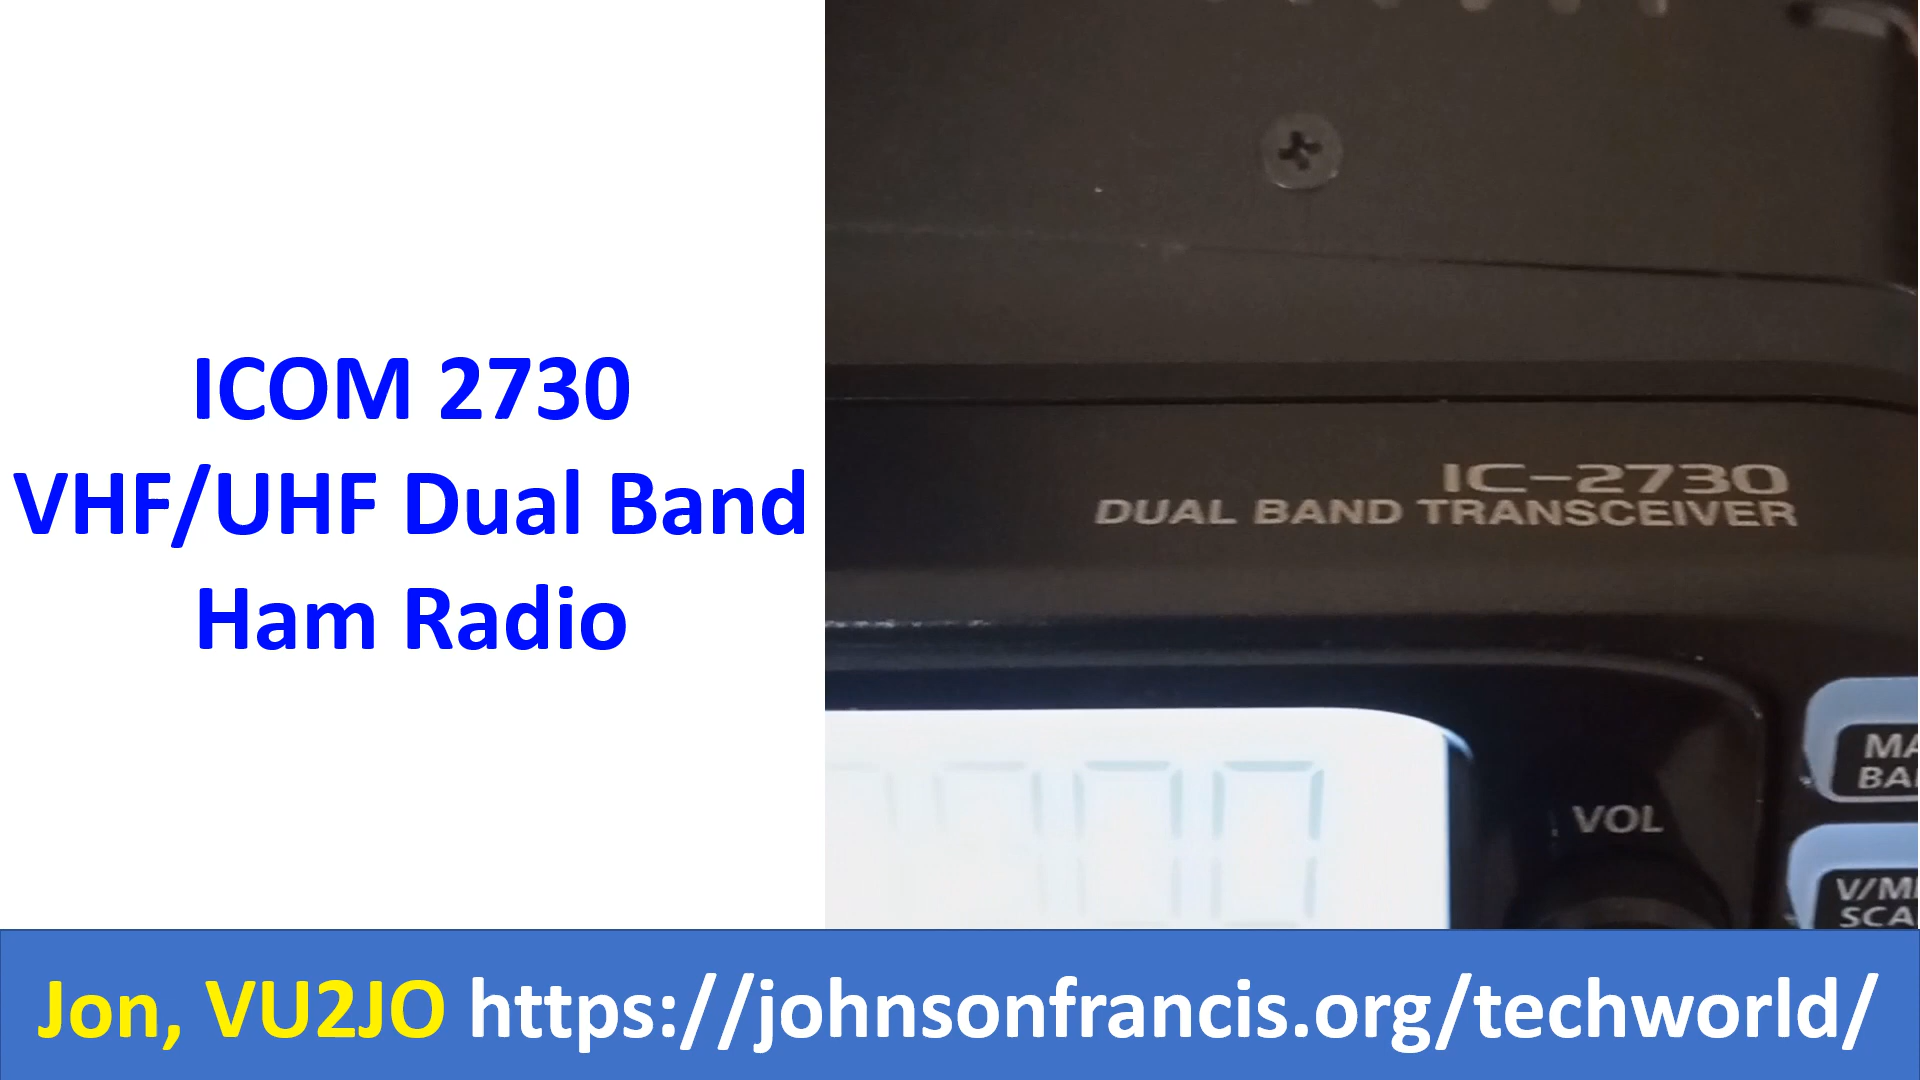 ICOM 2730
VHF/UHF Dual Band
Ham Radio
IC-2730
DUAL BAND TRANSCEIVER
VOL
Jon, VU2JO https://johnsonfrancis.org/techworld/